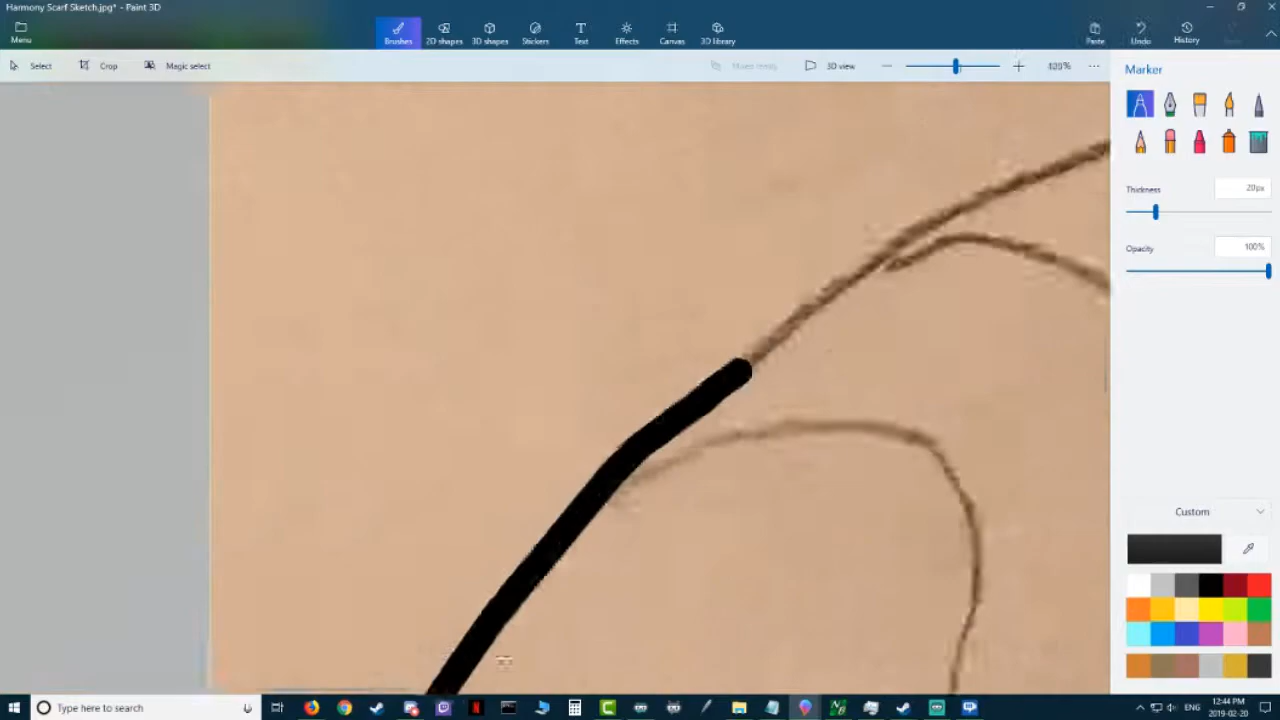 Harmony Scarf Sketch.jpg* - Paint 3D
Menu
Brushes
2D shapes
3D shapes
Stickers
Text
Effects
Canvas
3D library
Paste
Undo
History
Select
Crop
Magic select
3D view
Marker
Thickness
20px
Opacity
100%
Custom
Type here to search
ENG
12:44 PM
2019-02-20